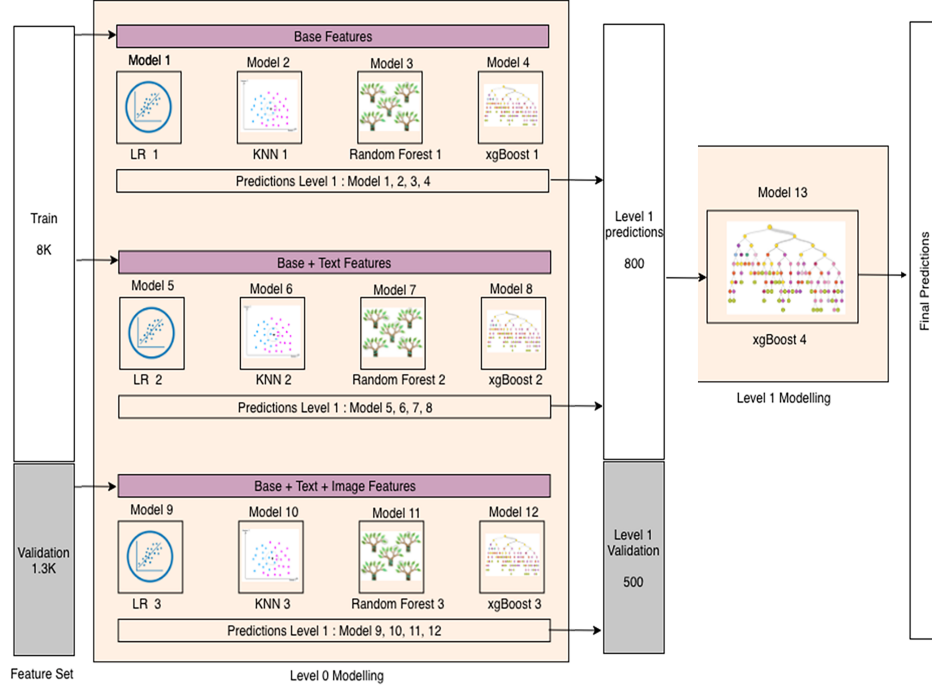 Train
8K
Validation
1.3K
Feature Set
Base Features
Model 1
Model 2
Model 3
Model 4
LR 1
KNN 1
Random Forest 1
xgBoost 1
Predictions Level 1 : Model 1, 2, 3, 4
Base + Text Features
Model 5
Model 6
Model 7
Model 8
LR 2
KNN 2
Random Forest 2
xgBoost 2
Predictions Level 1 : Model 5, 6, 7, 8
Base + Text + Image Features
Model 9
Model 10
Model 11
Model 12
LR 3
KNN 3
Random Forest 3
xgBoost 3
Predictions Level 1 : Model 9, 10, 11, 12
Level 0 Modelling
Level 1
predictions
800
Level 1
Validation
500
Model 13
xgBoost 4
Level 1 Modelling
Final Predictions